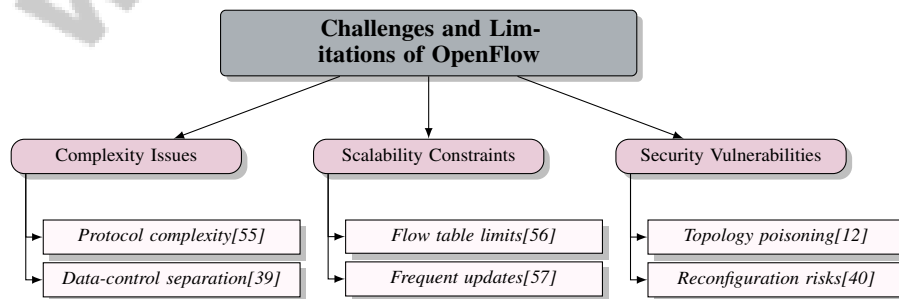 Challenges and Lim-
itations of OpenFlow
Complexity Issues
Scalability Constraints
Security Vulnerabilities
Protocol complexity[55]
Flow table limits[56]
Topology poisoning[12]
Data-control separation[39]
Frequent updates[57]
Reconfiguration risks[40]